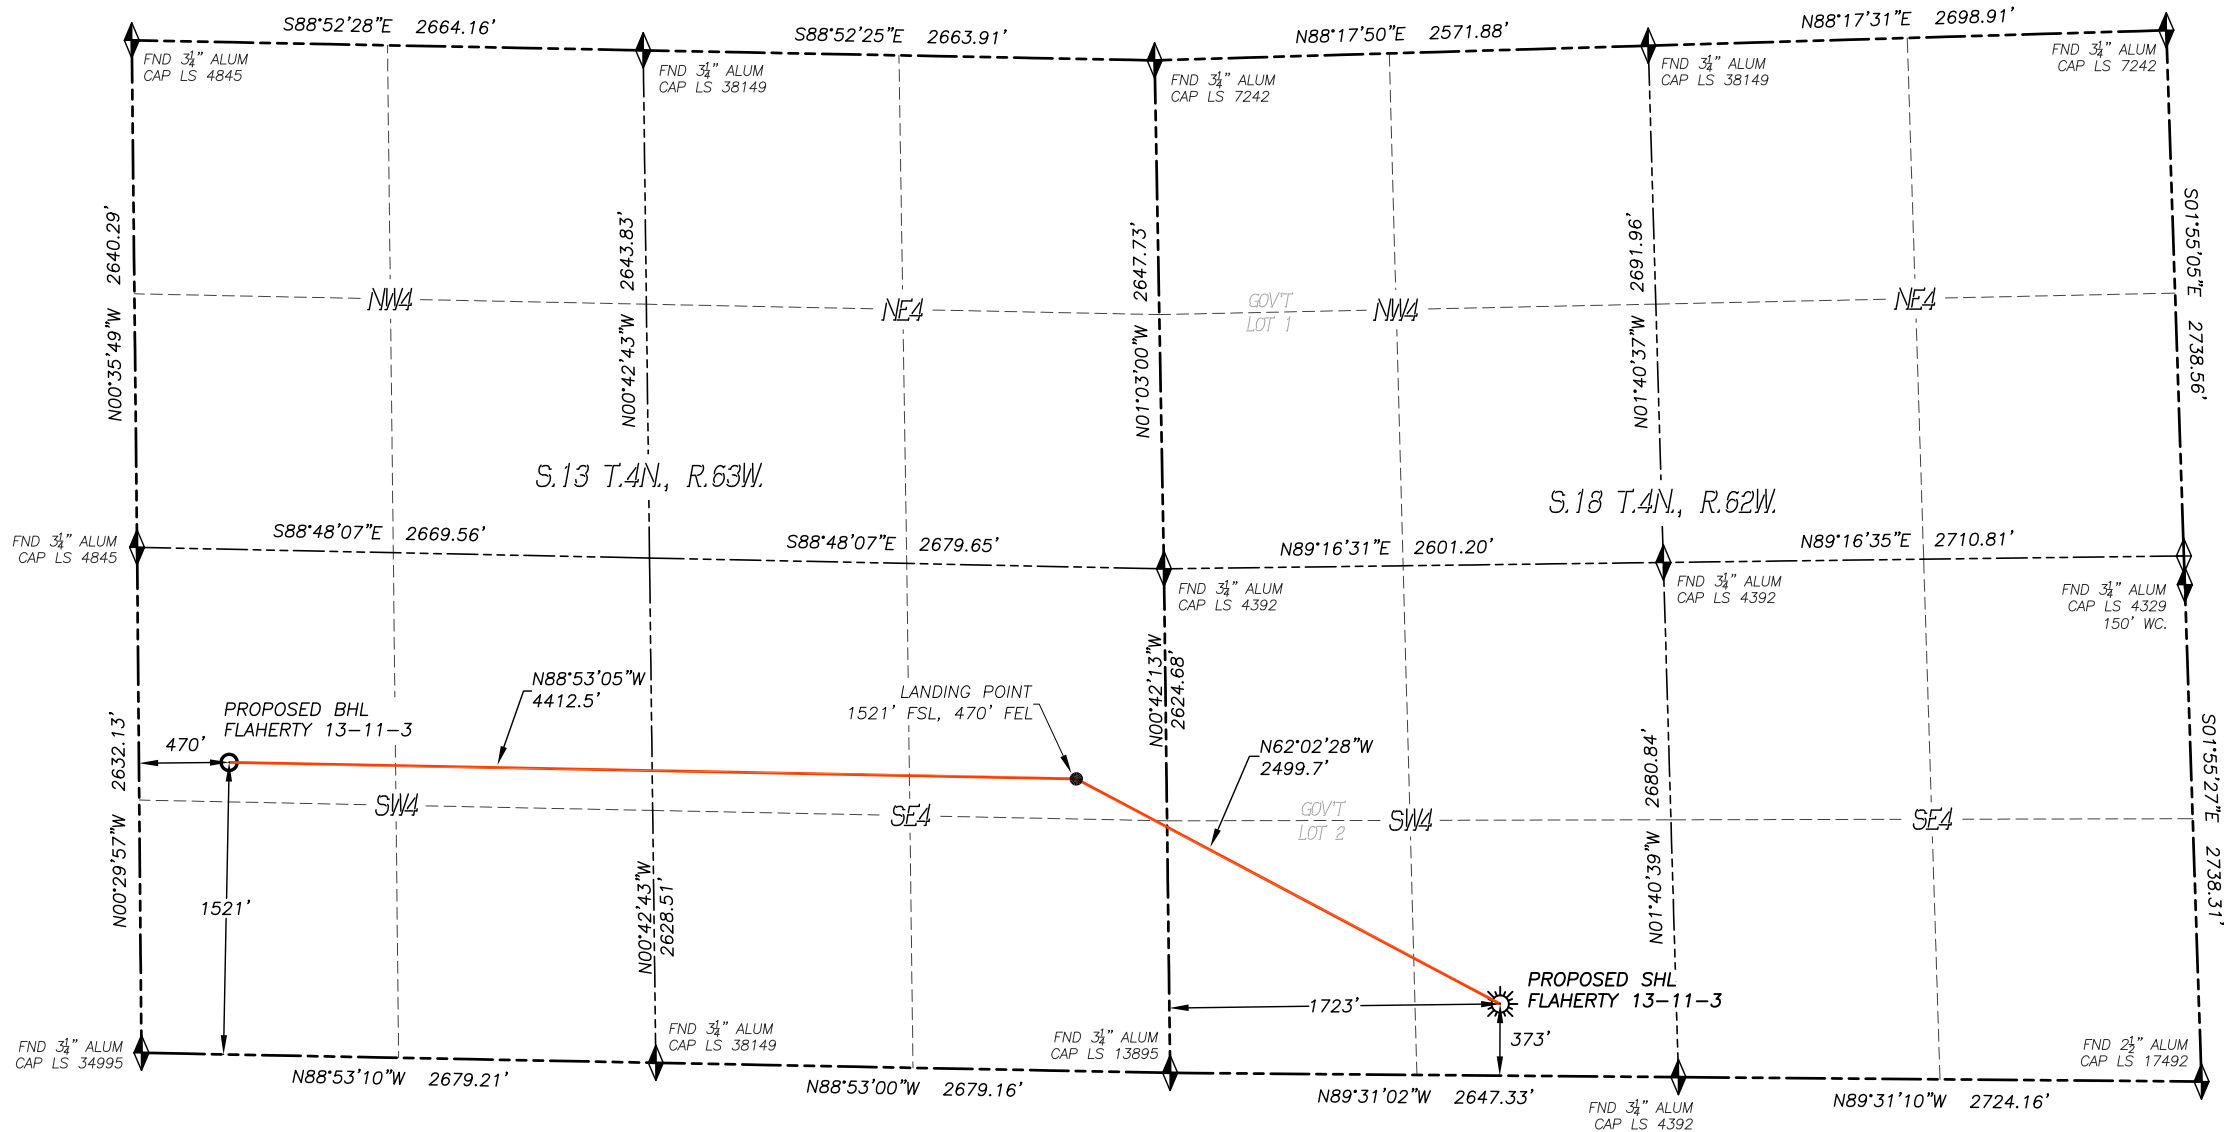 S88°52'28"E 2664.16'
S88°52'25"E 2663.91'
N88°17'50"E 2571.88'
N88°17'31"E 2698.91'
FND 3¼" ALUM
CAP LS 4845
FND 3¼" ALUM
CAP LS 38149
FND 3¼" ALUM
CAP LS 7242
FND 3¼" ALUM
CAP LS 38149
FND 3¼" ALUM
CAP LS 7242
N00°35'49"W 2640.29'
N00°42'43"W 2643.83'
N01°03'00"W 2647.73'
N01°40'37"W 2691.96'
S01°55'05"E 2738.56'
NW4
NE4
GOV'T
LOT 1
NW4
NE4
S.13 T.4N., R.63W.
S.18 T.4N., R.62W.
S88°48'07"E 2669.56'
S88°48'07"E 2679.65'
N89°16'31"E 2601.20'
N89°16'35"E 2710.81'
FND 3¼" ALUM
CAP LS 4845
FND 3¼" ALUM
CAP LS 4392
FND 3¼" ALUM
CAP LS 4392
FND 3¼" ALUM
CAP LS 4329
150' WC.
N00°29'57"W 2632.13'
N00°42'43"W
2628.51'
N00°42'13"W
2624.68'
N01°40'39"W 2680.84'
S01°55'27"E 2738.31'
PROPOSED BHL
FLAHERTY 13-11-3
470'
N88°53'05"W
4412.5'
LANDING POINT
1521' FSL, 470' FEL
N62°02'28"W
2499.7'
SW4
SE4
GOV'T
LOT 2
SW4
SE4
1521'
PROPOSED SHL
FLAHERTY 13-11-3
1723'
373'
FND 3¼" ALUM
CAP LS 34995
FND 3¼" ALUM
CAP LS 38149
FND 3¼" ALUM
CAP LS 13895
FND 3¼" ALUM
CAP LS 4392
FND 2½" ALUM
CAP LS 17492
N88°53'10"W 2679.21'
N88°53'00"W 2679.16'
N89°31'02"W 2647.33'
N89°31'10"W 2724.16'